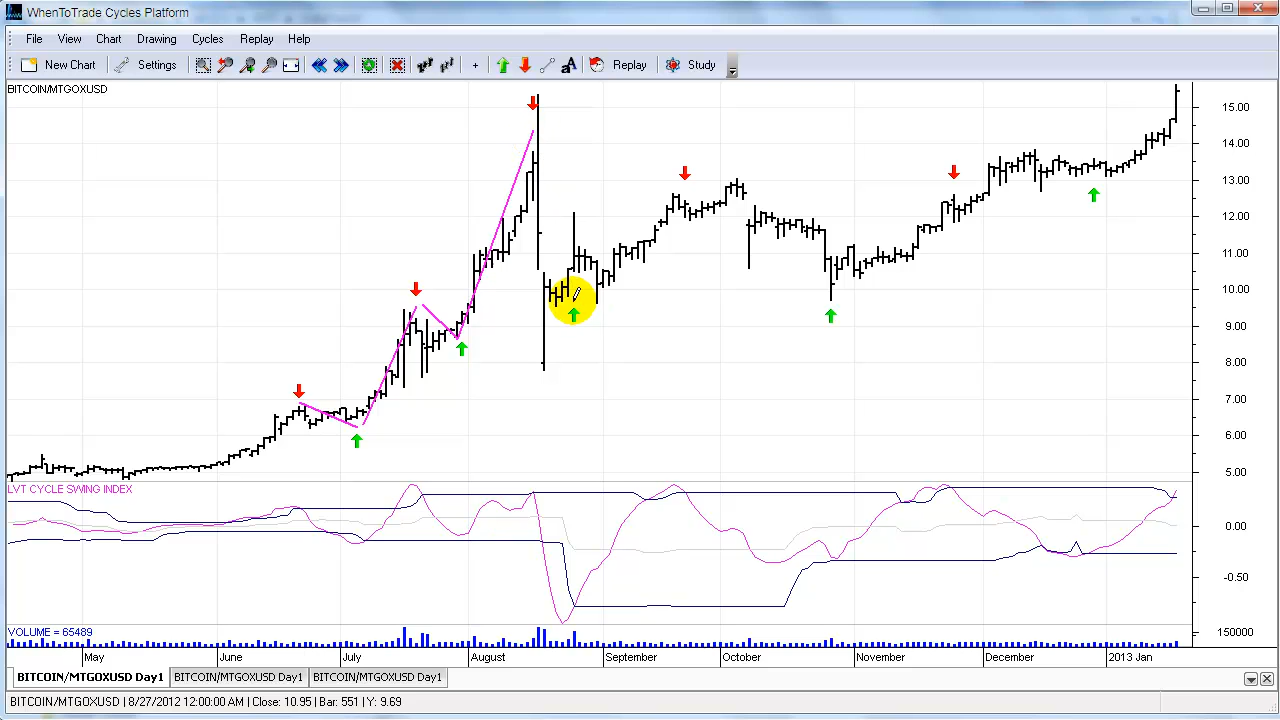 WhenToTrade Cycles Platform
File View Chart Drawing Cycles Replay Help
New Chart Settings A Replay Study
BITCOIN/MTGOXUSD
15.00
14.00
13.00
12.00
11.00
10.00
9.00
8.00
7.00
6.00
5.00
LVT CYCLE SWING INDEX
0.00
-0.50
VOLUME = 65489
150000
May June July August September October November December 2013 Jan
BITCOIN/MTGOXUSD Day1 BITCOIN/MTGOXUSD Day1 BITCOIN/MTGOXUSD Day1
BITCOIN/MTGOXUSD | 8/27/2012 12:00:00 AM | Close: 10.95 | Bar: 551 | Y: 9.69